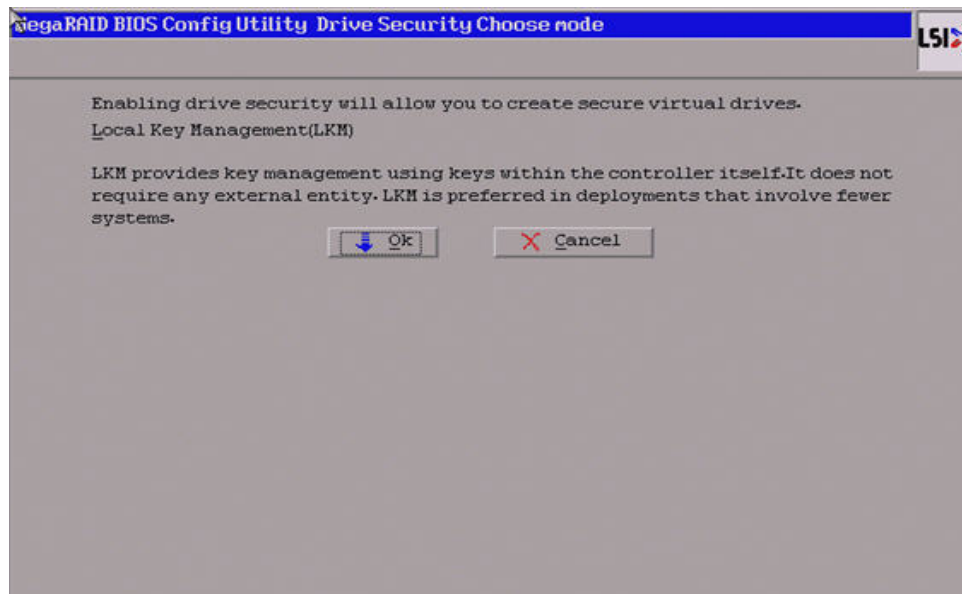 MegaRAID BIOS Config Utility Drive Security Choose mode
LSI
Enabling drive security will allow you to create secure virtual drives.
Local Key Management(LKM)
LKM provides key management using keys within the controller itself.It does not
require any external entity. LKM is preferred in deployments that involve fewer
systems.
Ok
Cancel